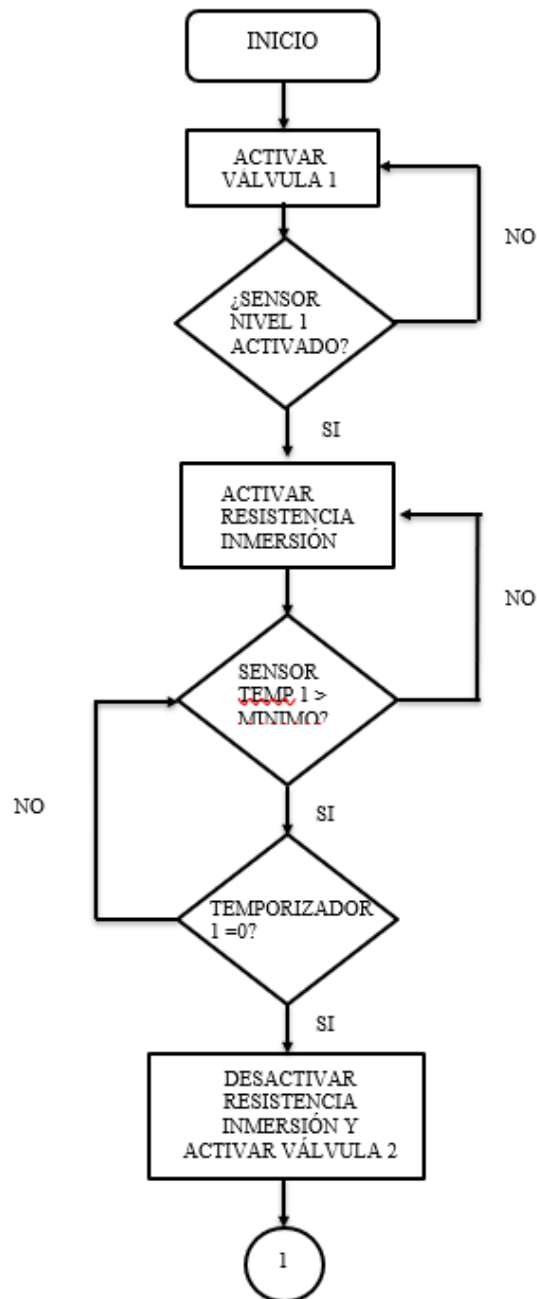 INICIO
ACTIVAR
VÁLVULA 1
NO
¿SENSOR
NIVEL 1
ACTIVADO?
SI
ACTIVAR
RESISTENCIA
INMERSIÓN
NO
SENSOR
TEMP 1 >
MINIMO?
NO
SI
TEMPORIZADOR
1 =0?
SI
DESACTIVAR
RESISTENCIA
INMERSIÓN Y
ACTIVAR VÁLVULA 2
1